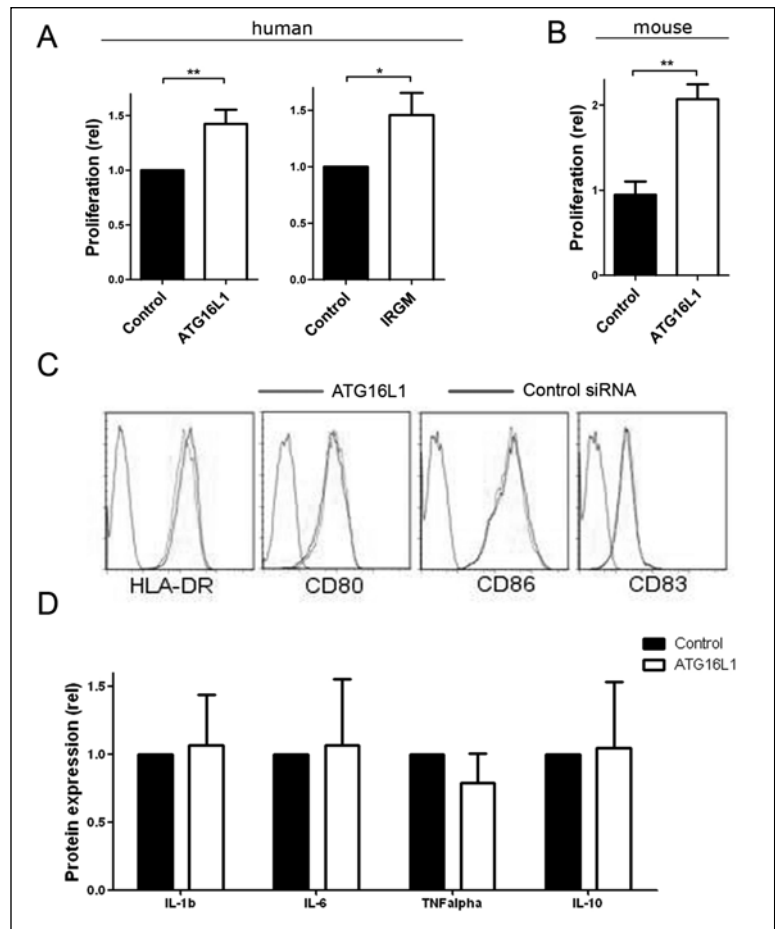 A
human
B
mouse
**
*
**
Proliferation (rel)
1.5
1.0
0.5
0.0
Control
ATG16L1
1.5
1.0
0.5
0.0
Control
IRGM
Proliferation (rel)
2
1
0
Control
ATG16L1
C
ATG16L1
Control siRNA
HLA-DR
CD80
CD86
CD83
D
Control
ATG16L1
Protein expression (rel)
1.5
1.0
0.5
0.0
IL-1b
IL-6
TNFalpha
IL-10